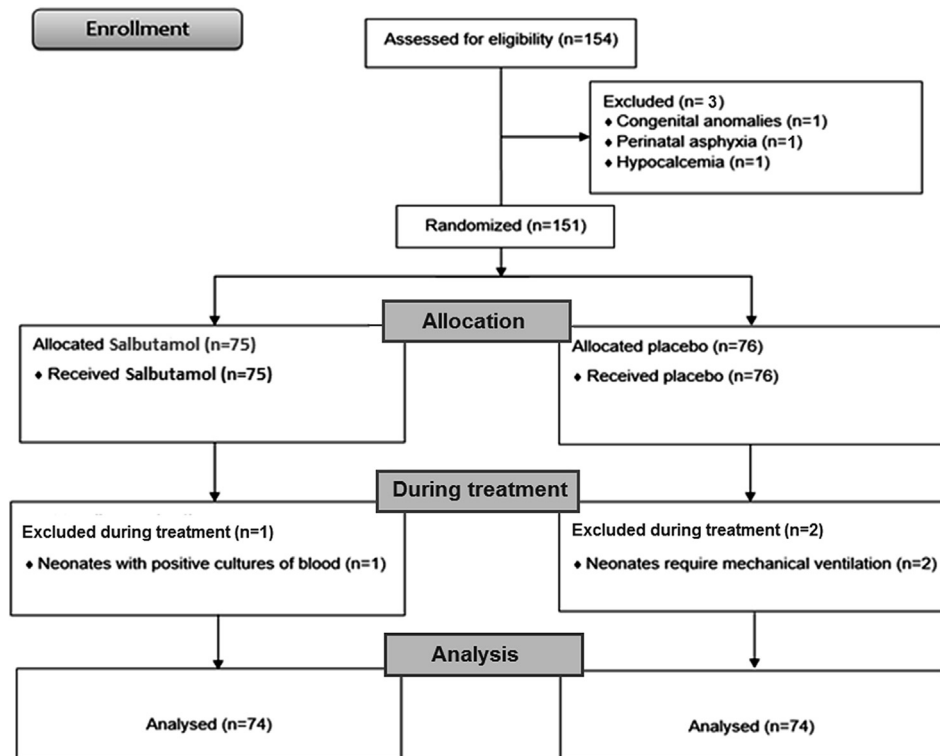 Enrollment
Assessed for eligibility (n=154)
Excluded (n= 3)
♦ Congenital anomalies (n=1)
♦ Perinatal asphyxia (n=1)
♦ Hypocalcemia (n=1)
Randomized (n=151)
Allocation
Allocated Salbutamol (n=75)
♦ Received Salbutamol (n=75)
Allocated placebo (n=76)
♦ Received placebo (n=76)
During treatment
Excluded during treatment (n=1)
♦ Neonates with positive cultures of blood (n=1)
Excluded during treatment (n=2)
♦ Neonates require mechanical ventilation (n=2)
Analysis
Analysed (n=74)
Analysed (n=74)